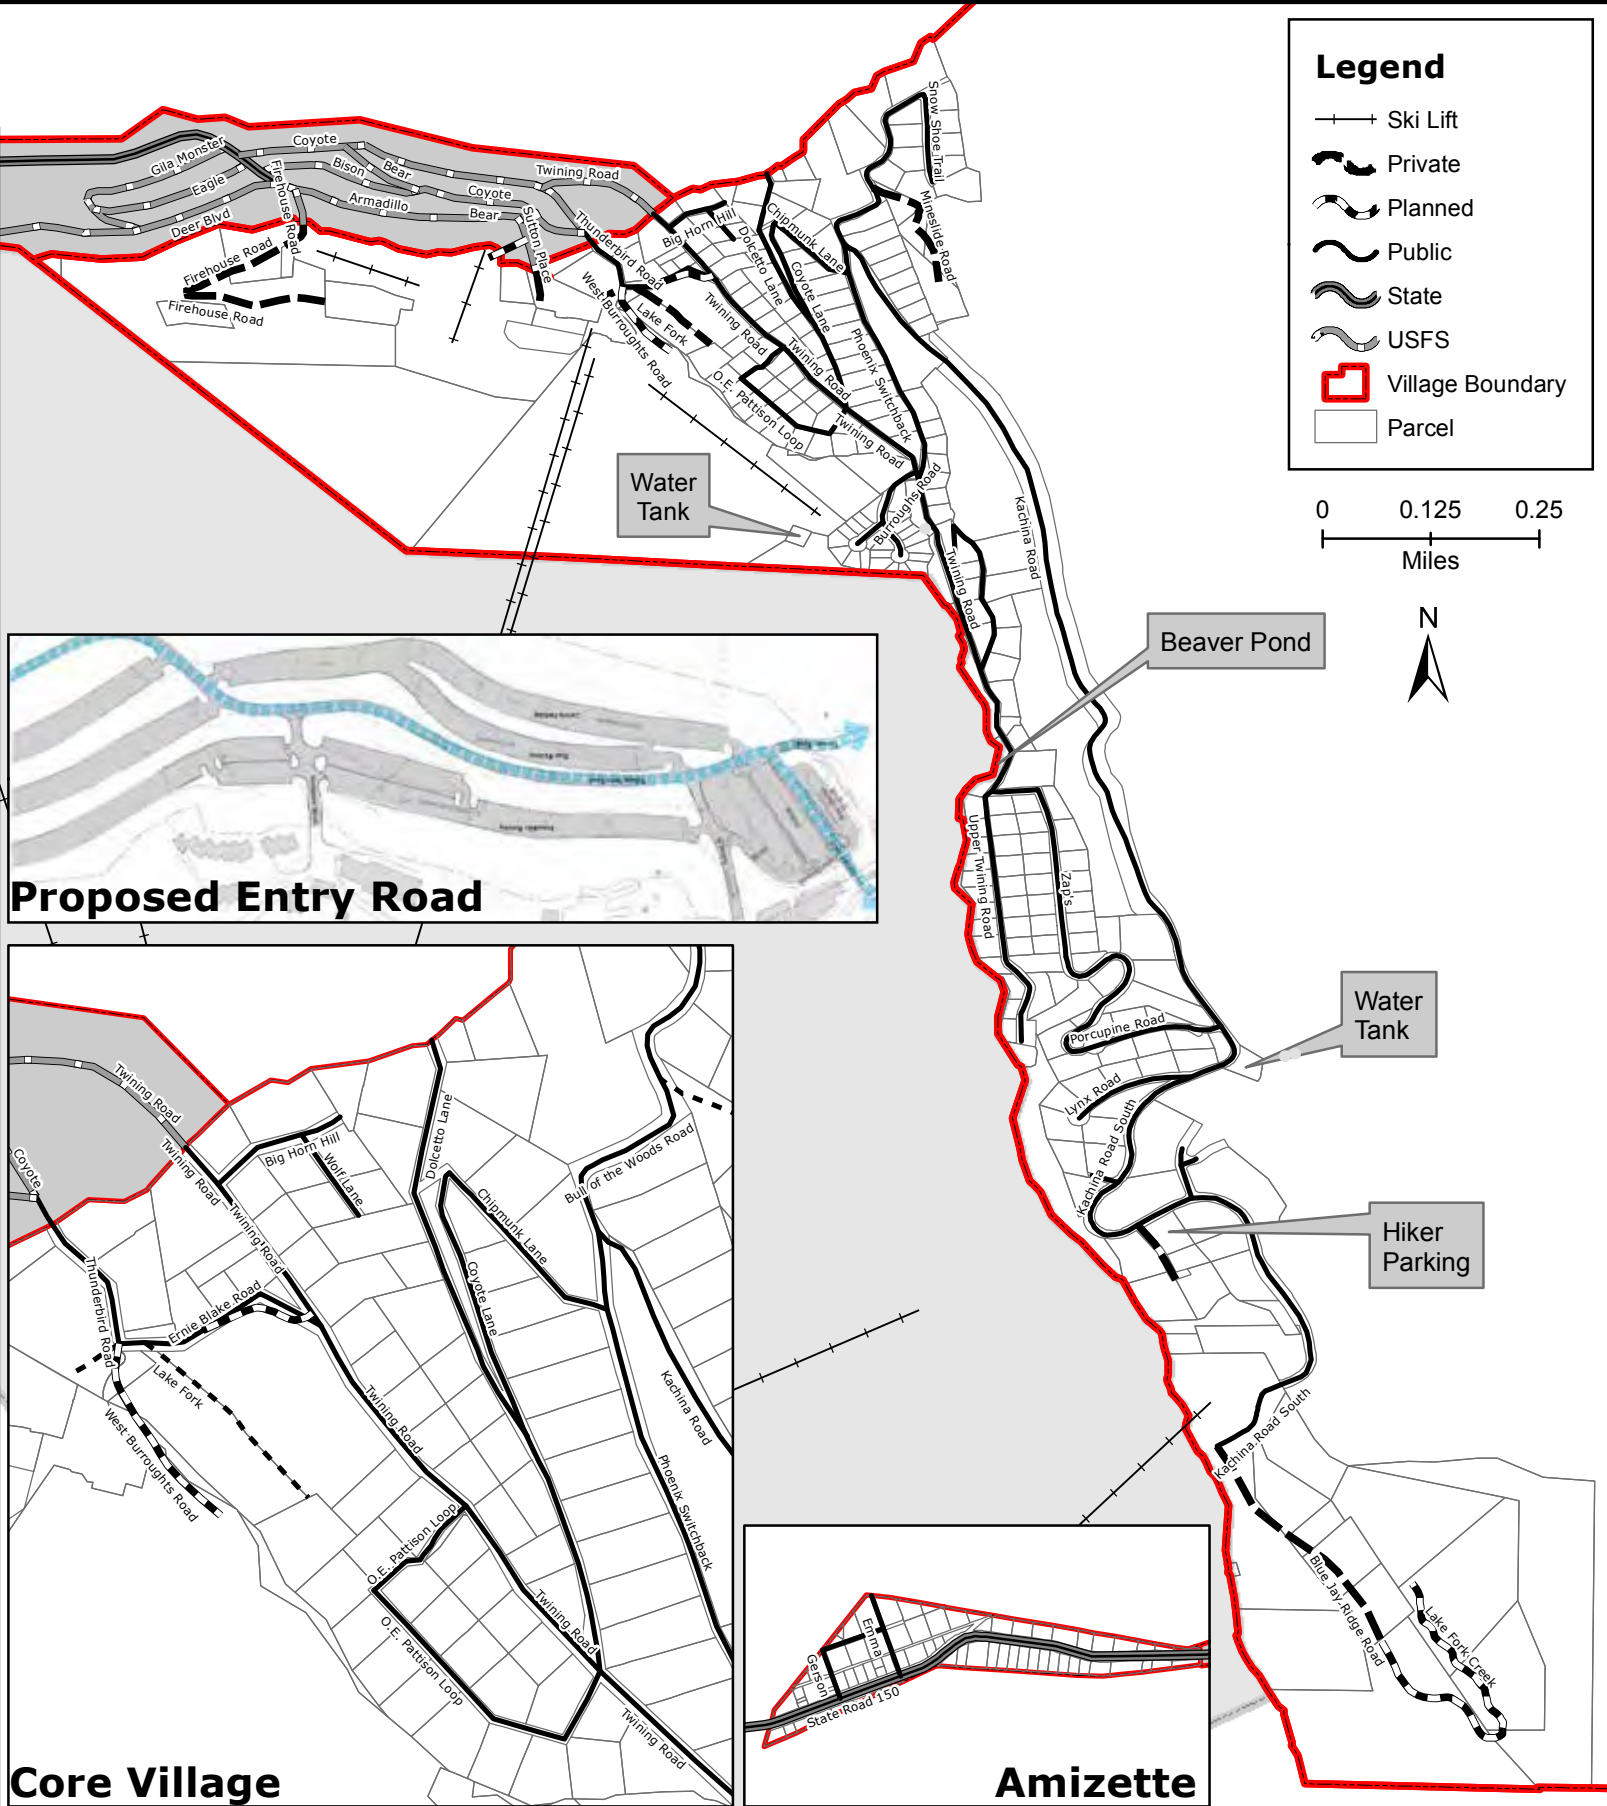 Legend
Ski Lift
Private
Planned
Public
State
USFS
Village Boundary
Parcel
0
0.125
0.25
Miles
N
Snow Shoe Trail
Mineslide Road
Gila Monster
Coyote
Eagle
Firehouse Road
Bison
Bear
Deer Blvd
Armadillo
Coyote
Bear
Twining Road
Sutton Place
Firehouse Road
Firehouse Road
Thunderbird Road
Big Horn Hill
Dolcetto Lane
Chipmunk Lane
Coyote Lane
West Burroughts Road
Lake Fork
Twining Road
Twining Road
Phoenix Switchback
O.E. Pattison Loop
Twining Road
Burroughs Road
Kachina Road
Twining Road
Water
Tank
Beaver Pond
Upper Twining Road
Zap's
Porcupine Road
Water
Tank
Lynx Road
Kachina Road South
Hiker
Parking
Kachina Road South
Blue Jay Ridge Road
Lake Fork Creek
Proposed Entry Road
Twining Road
Coyote
Twining Road
Big Horn Hill
Wolf Lane
Dolcetto Lane
Chipmunk Lane
Bull of the Woods Road
Twining Road
Coyote Lane
Thunderbird Road
Ernie Blake Road
Lake Fork
West Burroughts Road
Twining Road
Kachina Road
Phoenix Switchback
O.E. Pattison Loop
O.E. Pattison Loop
Twining Road
Twining Road
Core Village
Emma
Gerson
State Road 150
Amizette